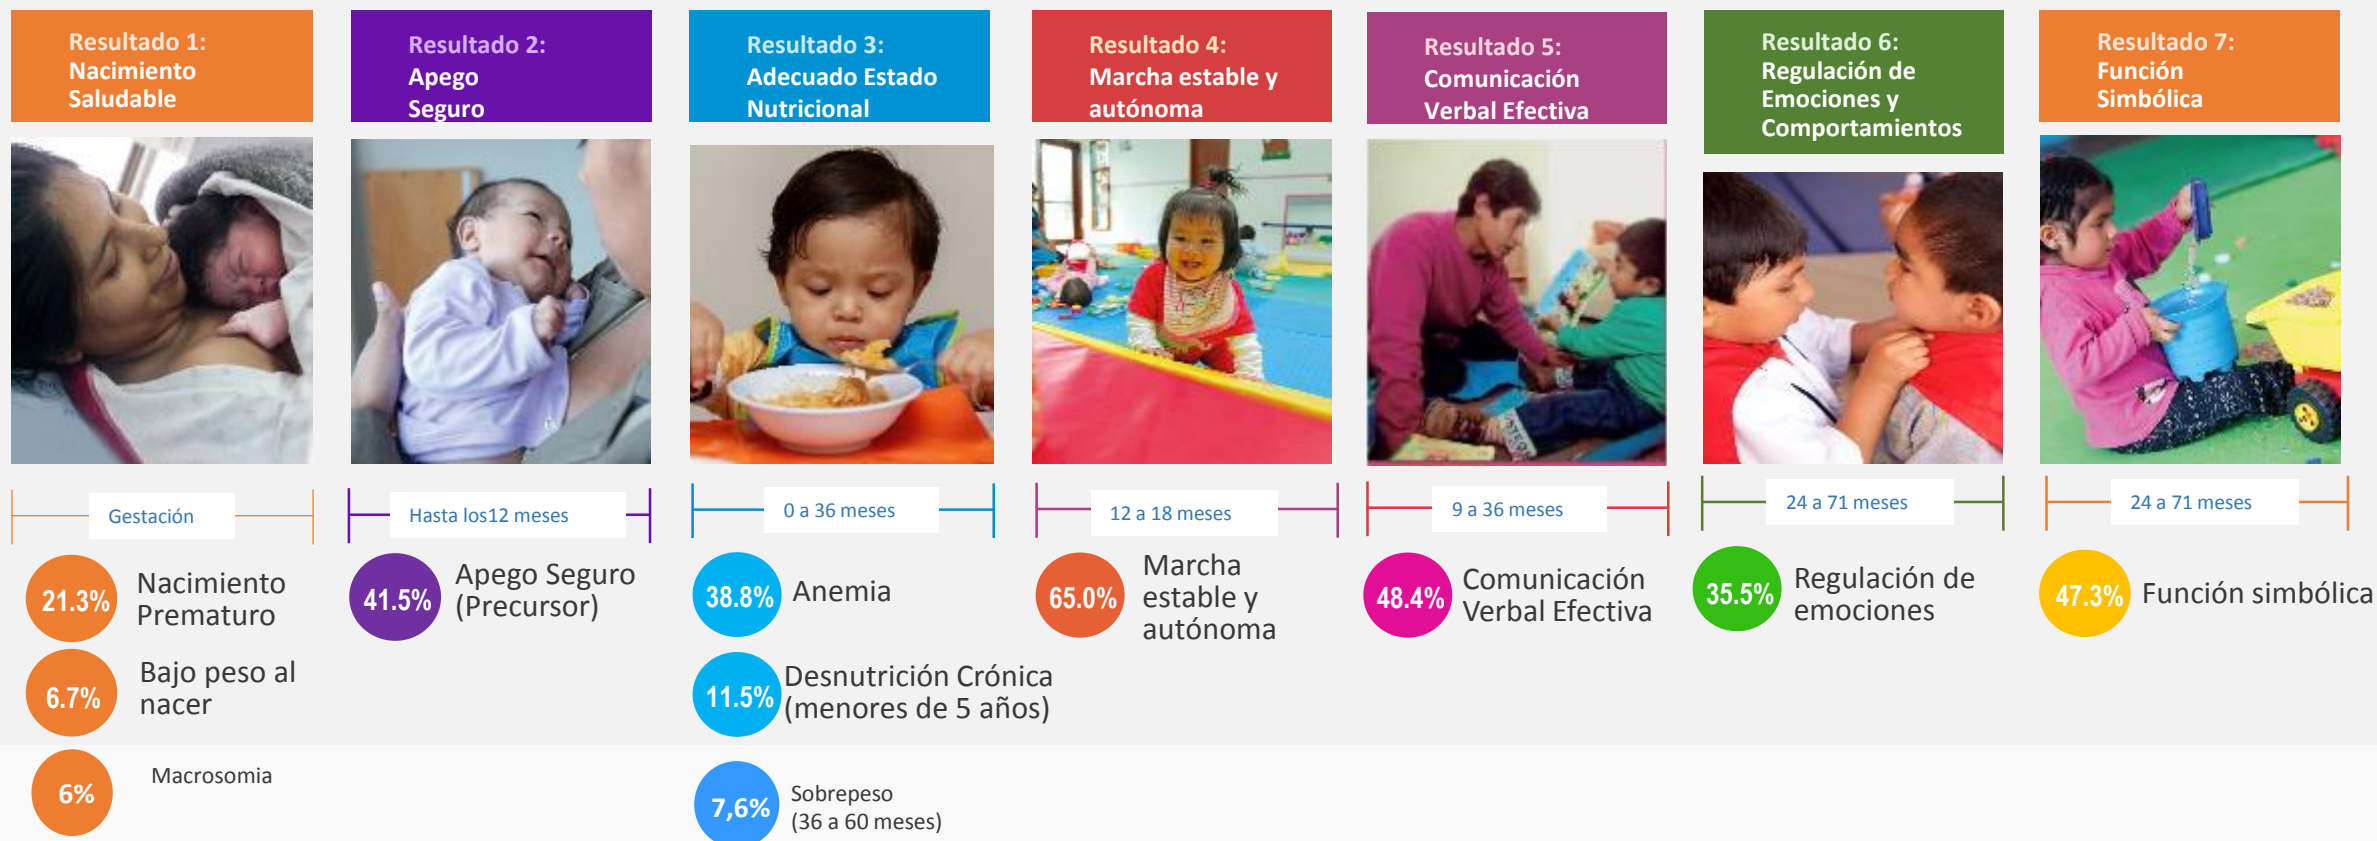 Resultado 1:
Nacimiento
Saludable
Resultado 2:
Apego
Seguro
Resultado 3:
Adecuado Estado
Nutricional
Resultado 4:
Marcha estable y
autónoma
Resultado 5:
Comunicación
Verbal Efectiva
Resultado 6:
Regulación de
Emociones y
Comportamientos
Resultado 7:
Función
Simbólica
Gestación
Hasta los12 meses
0 a 36 meses
12 a 18 meses
9 a 36 meses
24 a 71 meses
24 a 71 meses
21.3%
Nacimiento
Prematuro
6.7%
Bajo peso al
nacer
6%
Macrosomia
41.5%
Apego Seguro
(Precursor)
38.8%
Anemia
11.5%
Desnutrición Crónica
(menores de 5 años)
7,6%
Sobrepeso
(36 a 60 meses)
65.0%
Marcha
estable y
autónoma
48.4%
Comunicación
Verbal Efectiva
35.5%
Regulación de
emociones
47.3%
Función simbólica